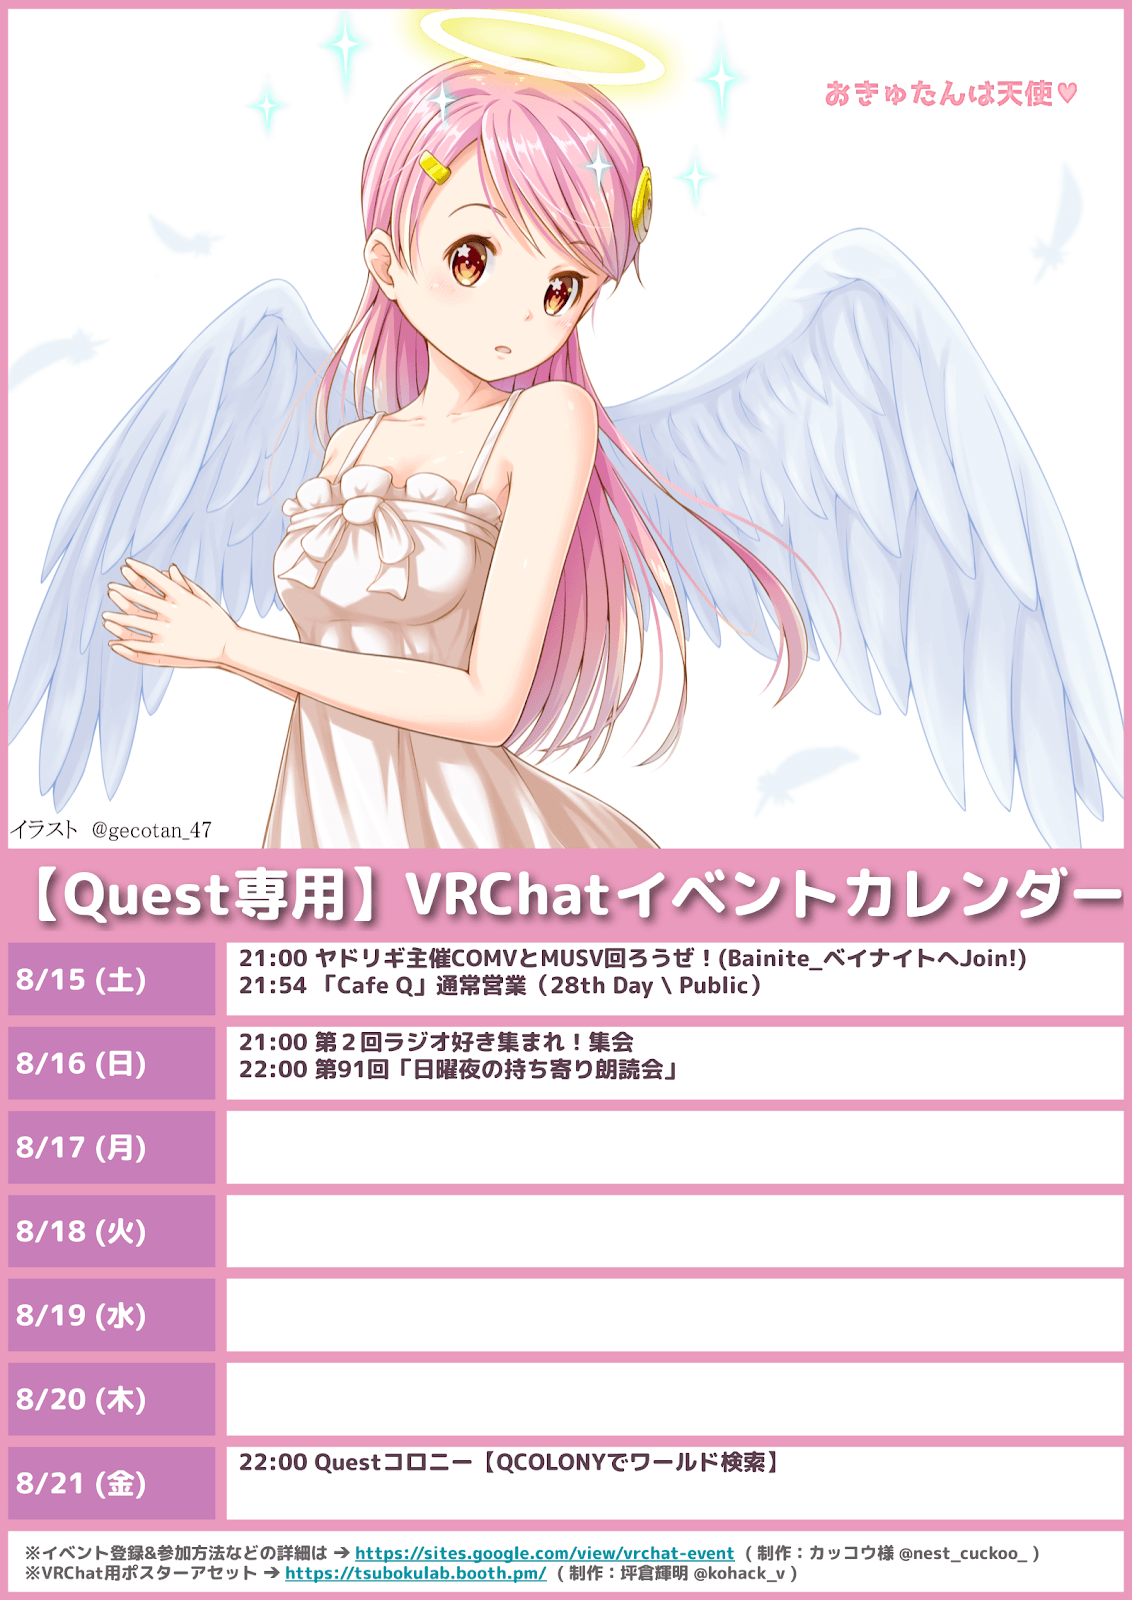 おきゅたんは天使♥
イラスト @gecotan_47
【Quest専用】VRChatイベントカレンダー
8/15 (土)
21:00 ヤドリギ主催COMVとMUSV回ろうぜ！(Bainite_ベイナイトへJoin!)
21:54 「Cafe Q」通常営業（28th Day \ Public）
8/16 (日)
21:00 第２回ラジオ好き集まれ！集会
22:00 第91回「日曜夜の持ち寄り朗読会」
8/17 (月)
8/18 (火)
8/19 (水)
8/20 (木)
8/21 (金)
22:00 Questコロニー【QCOLONYでワールド検索】
※イベント登録&参加方法などの詳細は ➔ https://sites.google.com/view/vrchat-event （ 制作：カッコウ様 @nest_cuckoo_ ）
※VRChat用ポスターアセット ➔ https://tsubokulab.booth.pm/ （ 制作：坪倉輝明 @kohack_v ）